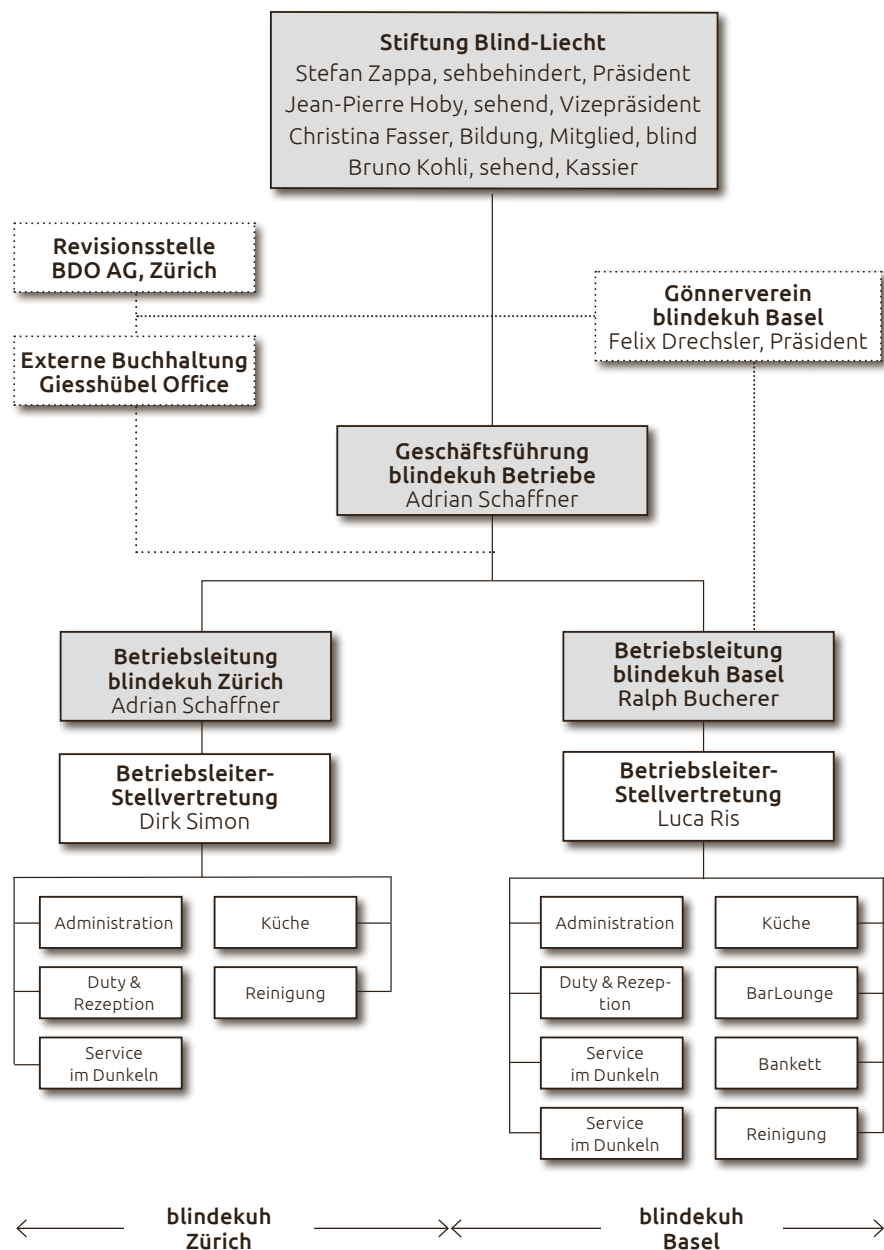 Stiftung Blind-Liecht
Stefan Zappa, sehbehindert, Präsident
Jean-Pierre Hoby, sehend, Vizepräsident
Christina Fasser, Bildung, Mitglied, blind
Bruno Kohli, sehend, Kassier
Revisionsstelle
BDO AG, Zürich
Gönnerverein
blindekuh Basel
Felix Drechsler, Präsident
Externe Buchhaltung
Giesshübel Office
Geschäftsführung
blindekuh Betriebe
Adrian Schaffner
Betriebsleitung
blindekuh Zürich
Adrian Schaffner
Betriebsleitung
blindekuh Basel
Ralph Bucherer
Betriebsleiter-
Stellvertretung
Dirk Simon
Betriebsleiter-
Stellvertretung
Luca Ris
Administration
Küche
Duty &
Rezeption
Reinigung
Service
im Dunkeln
Administration
Küche
Duty & Rezep-
tion
BarLounge
Service
im Dunkeln
Bankett
Service
im Dunkeln
Reinigung
blindekuh
Zürich
blindekuh
Basel